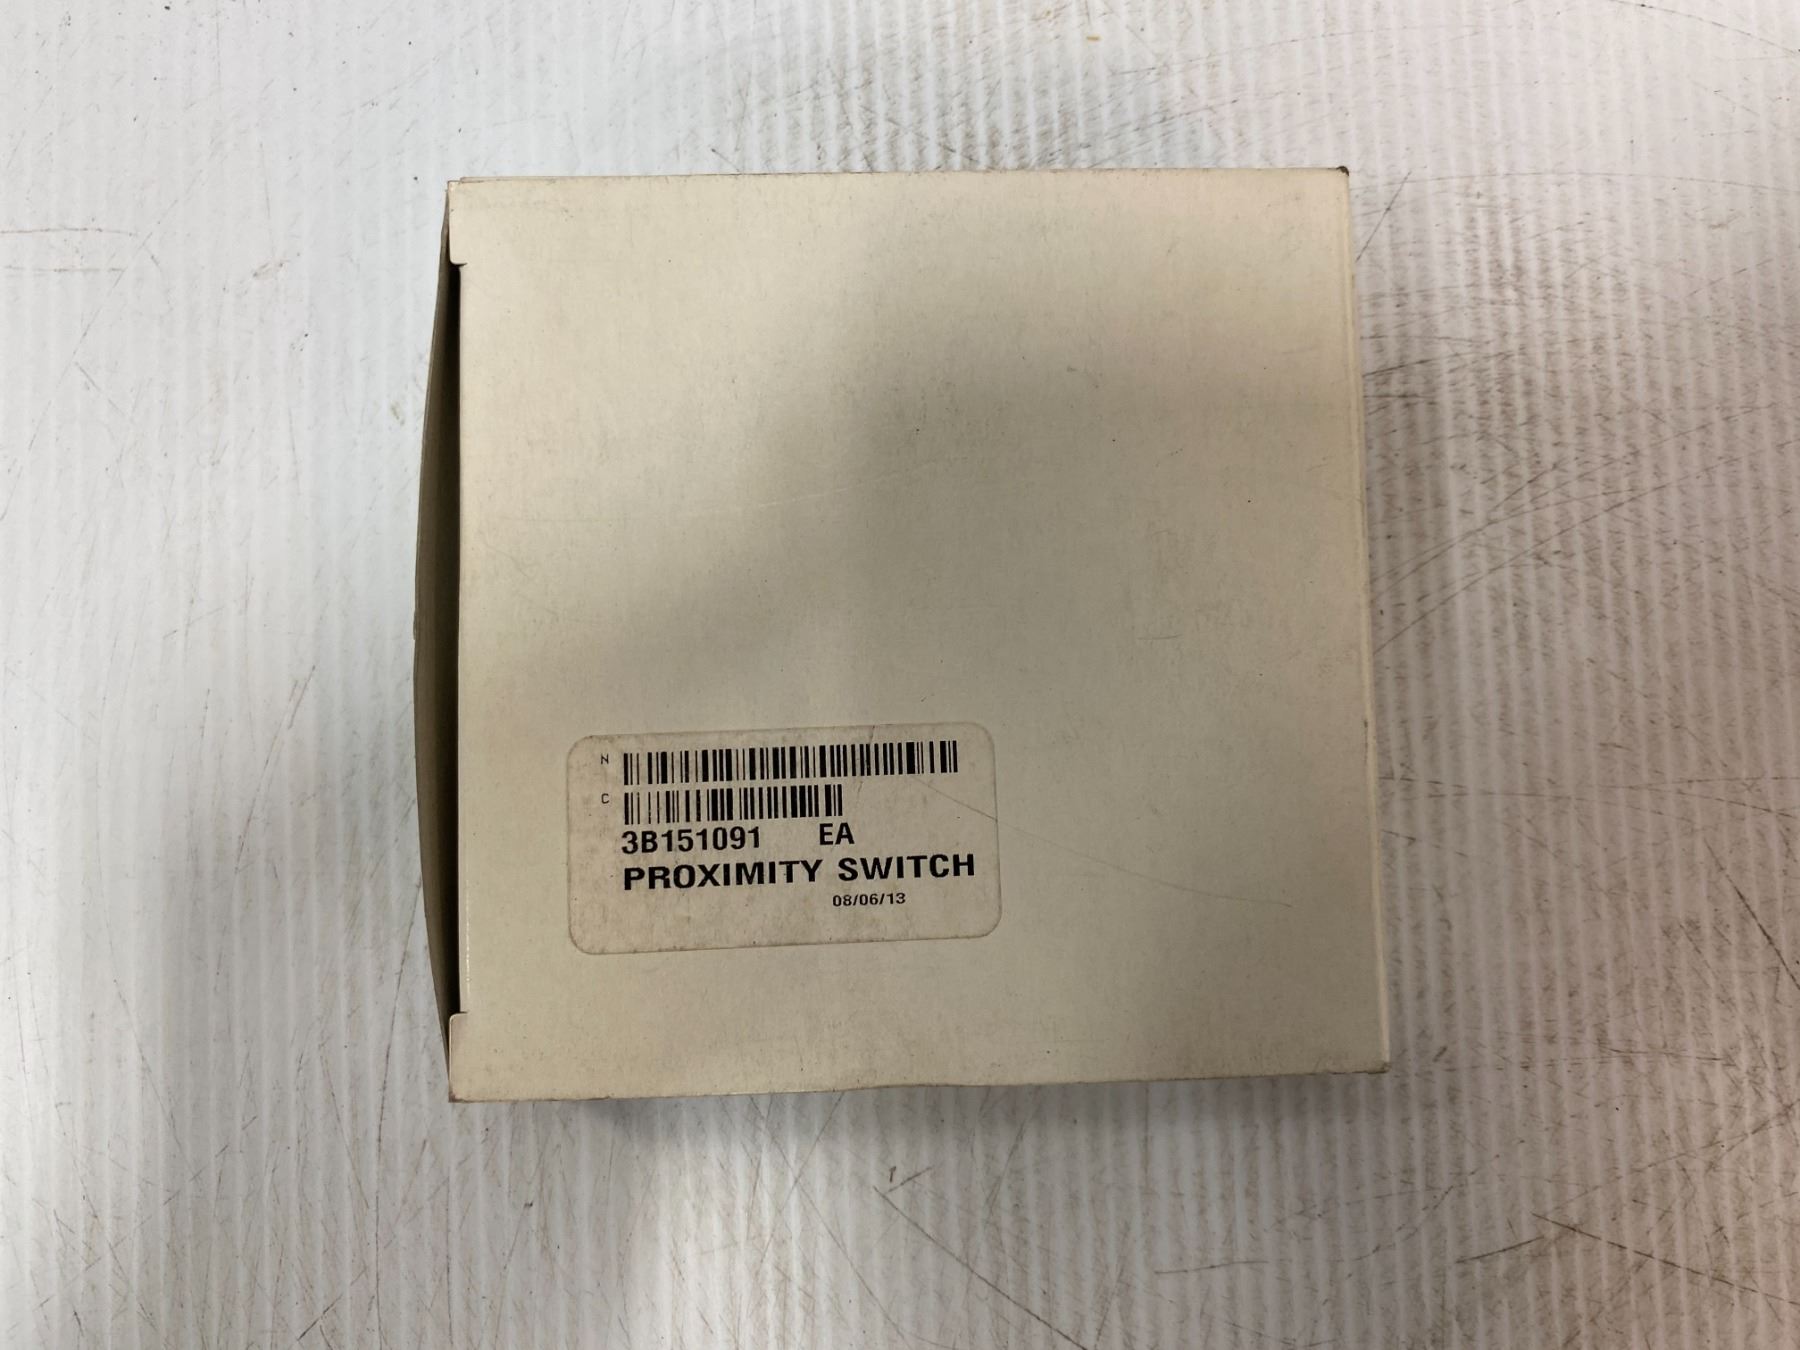 N
C
3B151091 EA
PROXIMITY SWITCH
08/06/13